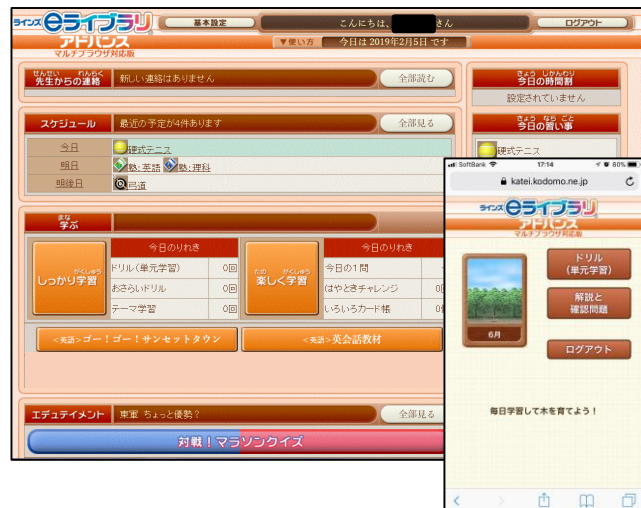 ラインズ eライブラリ
アドバンス
マルチブラウザ対応版
基本設定
こんにちは、 さん
ログアウト
▼使い方
今日は 2019年2月5日 です
せんせい れんらく
先生からの連絡
新しい連絡はありません
全部読む
スケジュール
最近の予定が4件あります
全部見る
今日
硬式テニス
明日
塾:英語 塾:理科
明後日
弓道
きょう じかんわり
今日の時間割
設定されていません
きょう なら ごと
今日の習い事
硬式テニス
まな
学ぶ
がくしゅう
しっかり学習
今日のりれき
ドリル(単元学習) 0回
おさらいドリル 0回
テーマ学習 0回
たの がくしゅう
楽しく学習
今日のりれき
今日の1問
はやときチャレンジ
いろいろカード帳
<英語>ゴー!ゴー!サンセットタウン
<英語>英会話教材
エデュテイメント
東軍 ちょっと優勢?
全部見る
対戦!マラソンクイズ
SoftBank
17:14
80%
katei.kodomo.ne.jp
ラインズ eライブラリ
アドバンス
マルチブラウザ対応版
6月
ドリル
(単元学習)
解説と
確認問題
ログアウト
毎日学習して木を育てよう!